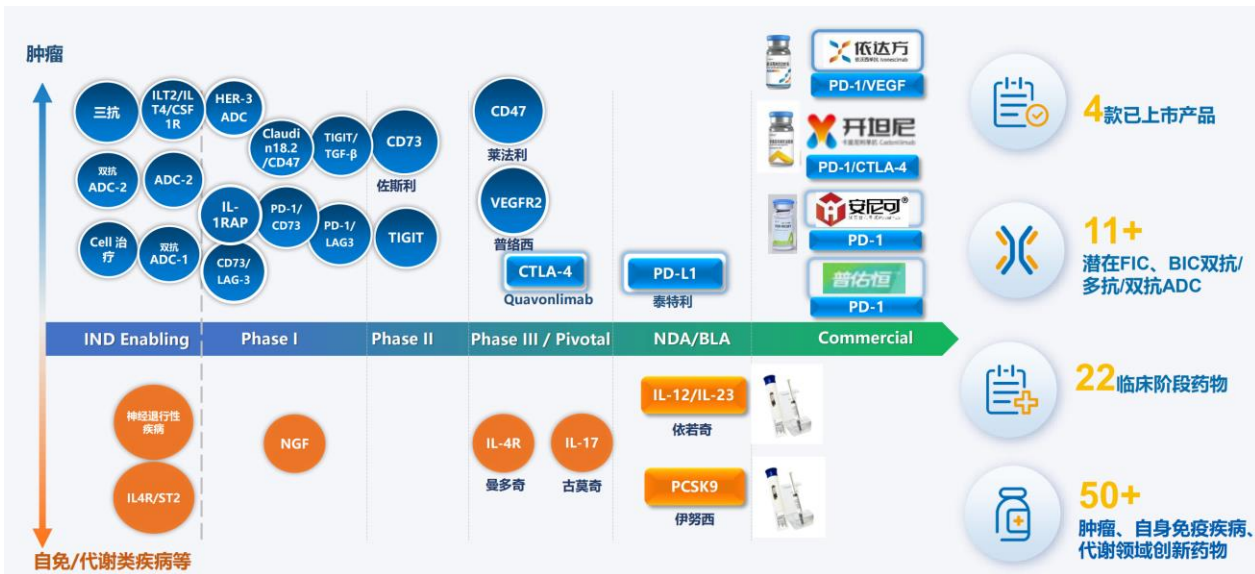 肿瘤
三抗
ILT2/IL
T4/CSF
1R
HER-3
ADC
Claudi
n18.2
/CD47
TIGIT/
TGF-β
CD73
佐斯利
双抗
ADC-2
ADC-2
IL-
1RAP
PD-1/
CD73
PD-1/
LAG3
TIGIT
Cell 治
疗
双抗
ADC-1
CD73/
LAG-3
CD47
莱法利
VEGFR2
普络西
CTLA-4
Quavonlimab
PD-L1
泰特利
依达方
PD-1/VEGF
开坦尼
PD-1/CTLA-4
安尼可®
PD-1
普佑恒
PD-1
IND Enabling
Phase I
Phase II
Phase III / Pivotal
NDA/BLA
Commercial
神经退行性
疾病
IL4R/ST2
NGF
IL-4R
曼多奇
IL-17
古莫奇
IL-12/IL-23
依若奇
PCSK9
伊努西
自免/代谢类疾病等
4款已上市产品
11+
潜在FIC、BIC双抗/
多抗/双抗ADC
22临床阶段药物
50+
肿瘤、自身免疫疾病、
代谢领域创新药物